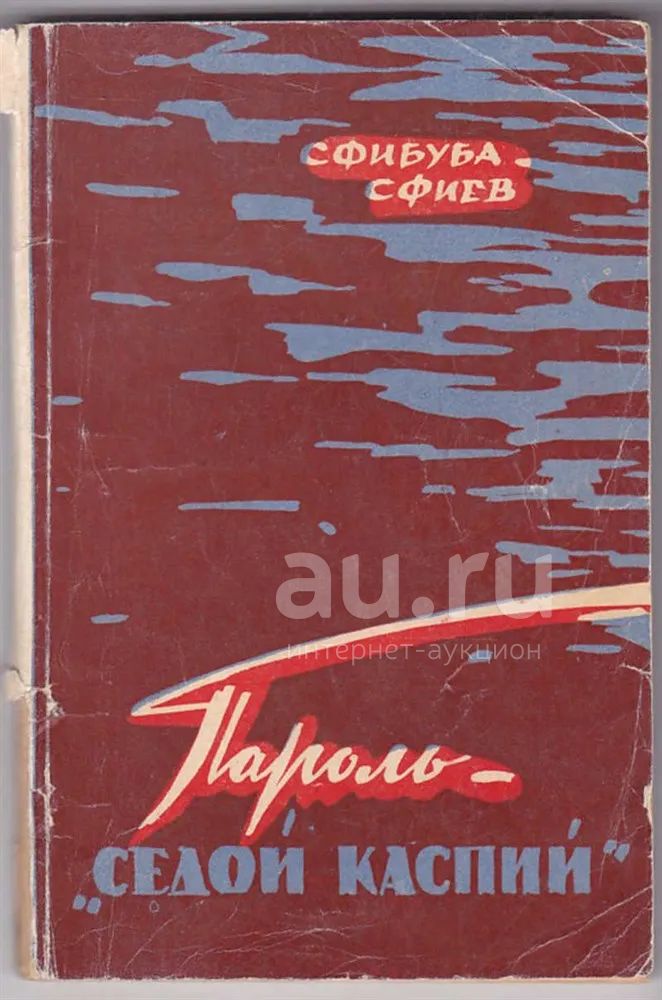 СФИБУБА
СФИЕВ
au.ru
интернет-аукцион
Пароль-
„СЕДОЙ КАСПИЙ"